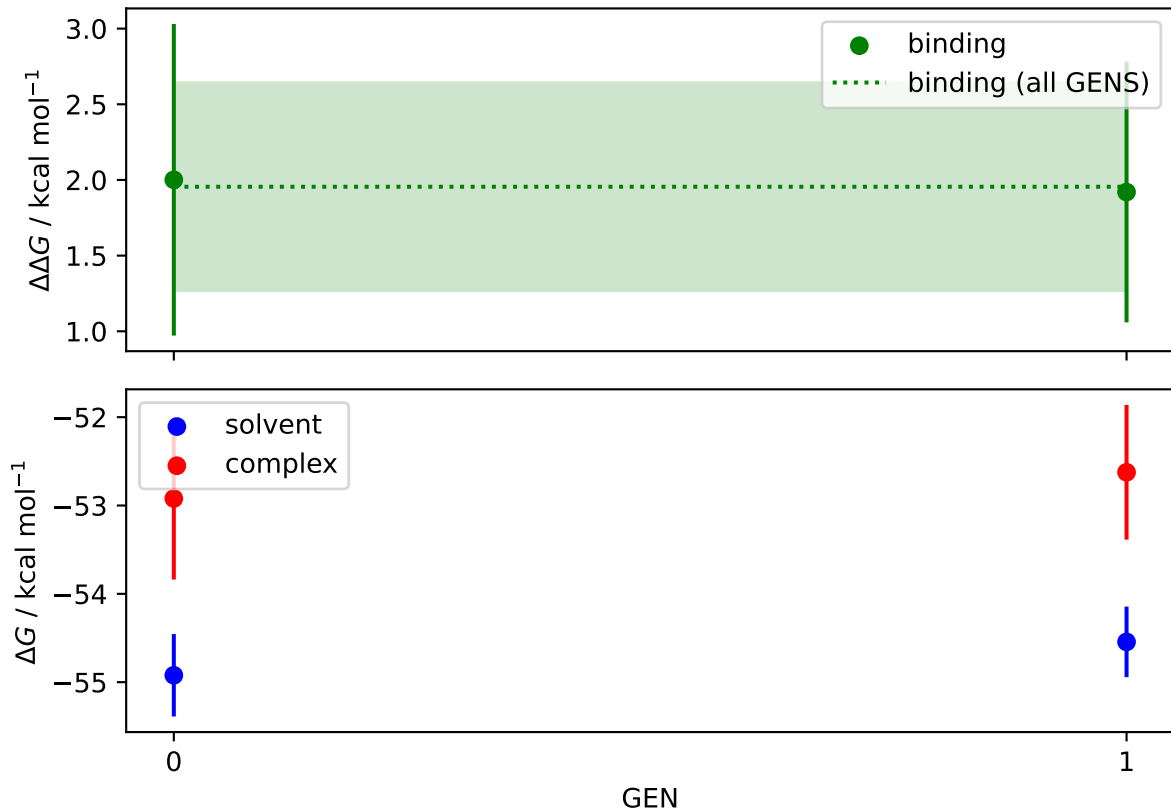 ΔΔG / kcal mol⁻¹
3.0
2.5
2.0
1.5
1.0
binding
binding (all GENS)
ΔG / kcal mol⁻¹
−52
−53
−54
−55
solvent
complex
0
1
GEN